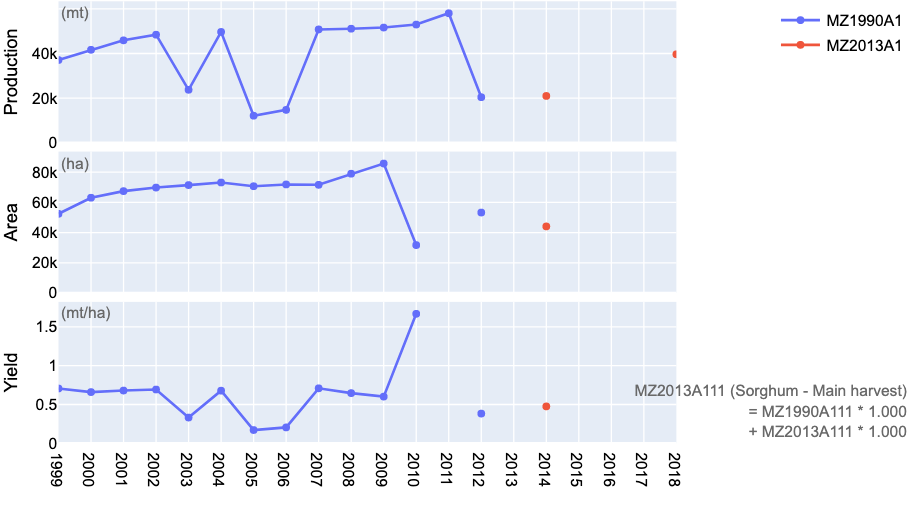 (mt)
Production
40k
20k
0
MZ1990A1
MZ2013A1
(ha)
Area
80k
60k
40k
20k
0
(mt/ha)
Yield
1.5
1
0.5
0
MZ2013A111 (Sorghum - Main harvest)
= MZ1990A111 * 1.000
+ MZ2013A111 * 1.000
1999
2000
2001
2002
2003
2004
2005
2006
2007
2008
2009
2010
2011
2012
2013
2014
2015
2016
2017
2018